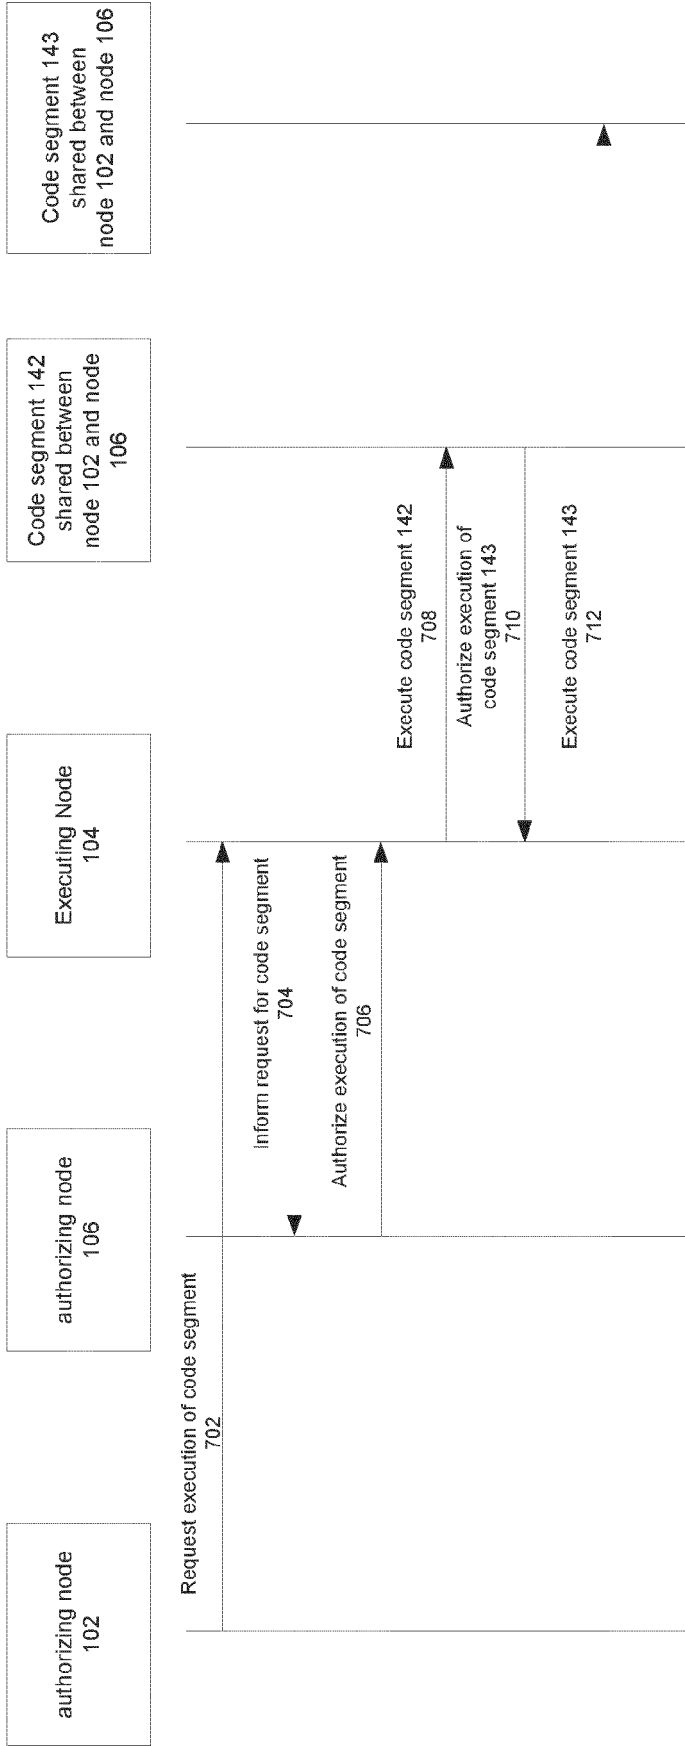 authorizing node
102
authorizing node
106
Executing Node
104
Code segment 142
shared between
node 102 and node
106
Code segment 143
shared between
node 102 and node 106
Request execution of code segment
702
Inform request for code segment
704
Authorize execution of code segment
706
Execute code segment 142
708
Authorize execution of
code segment 143
710
Execute code segment 143
712